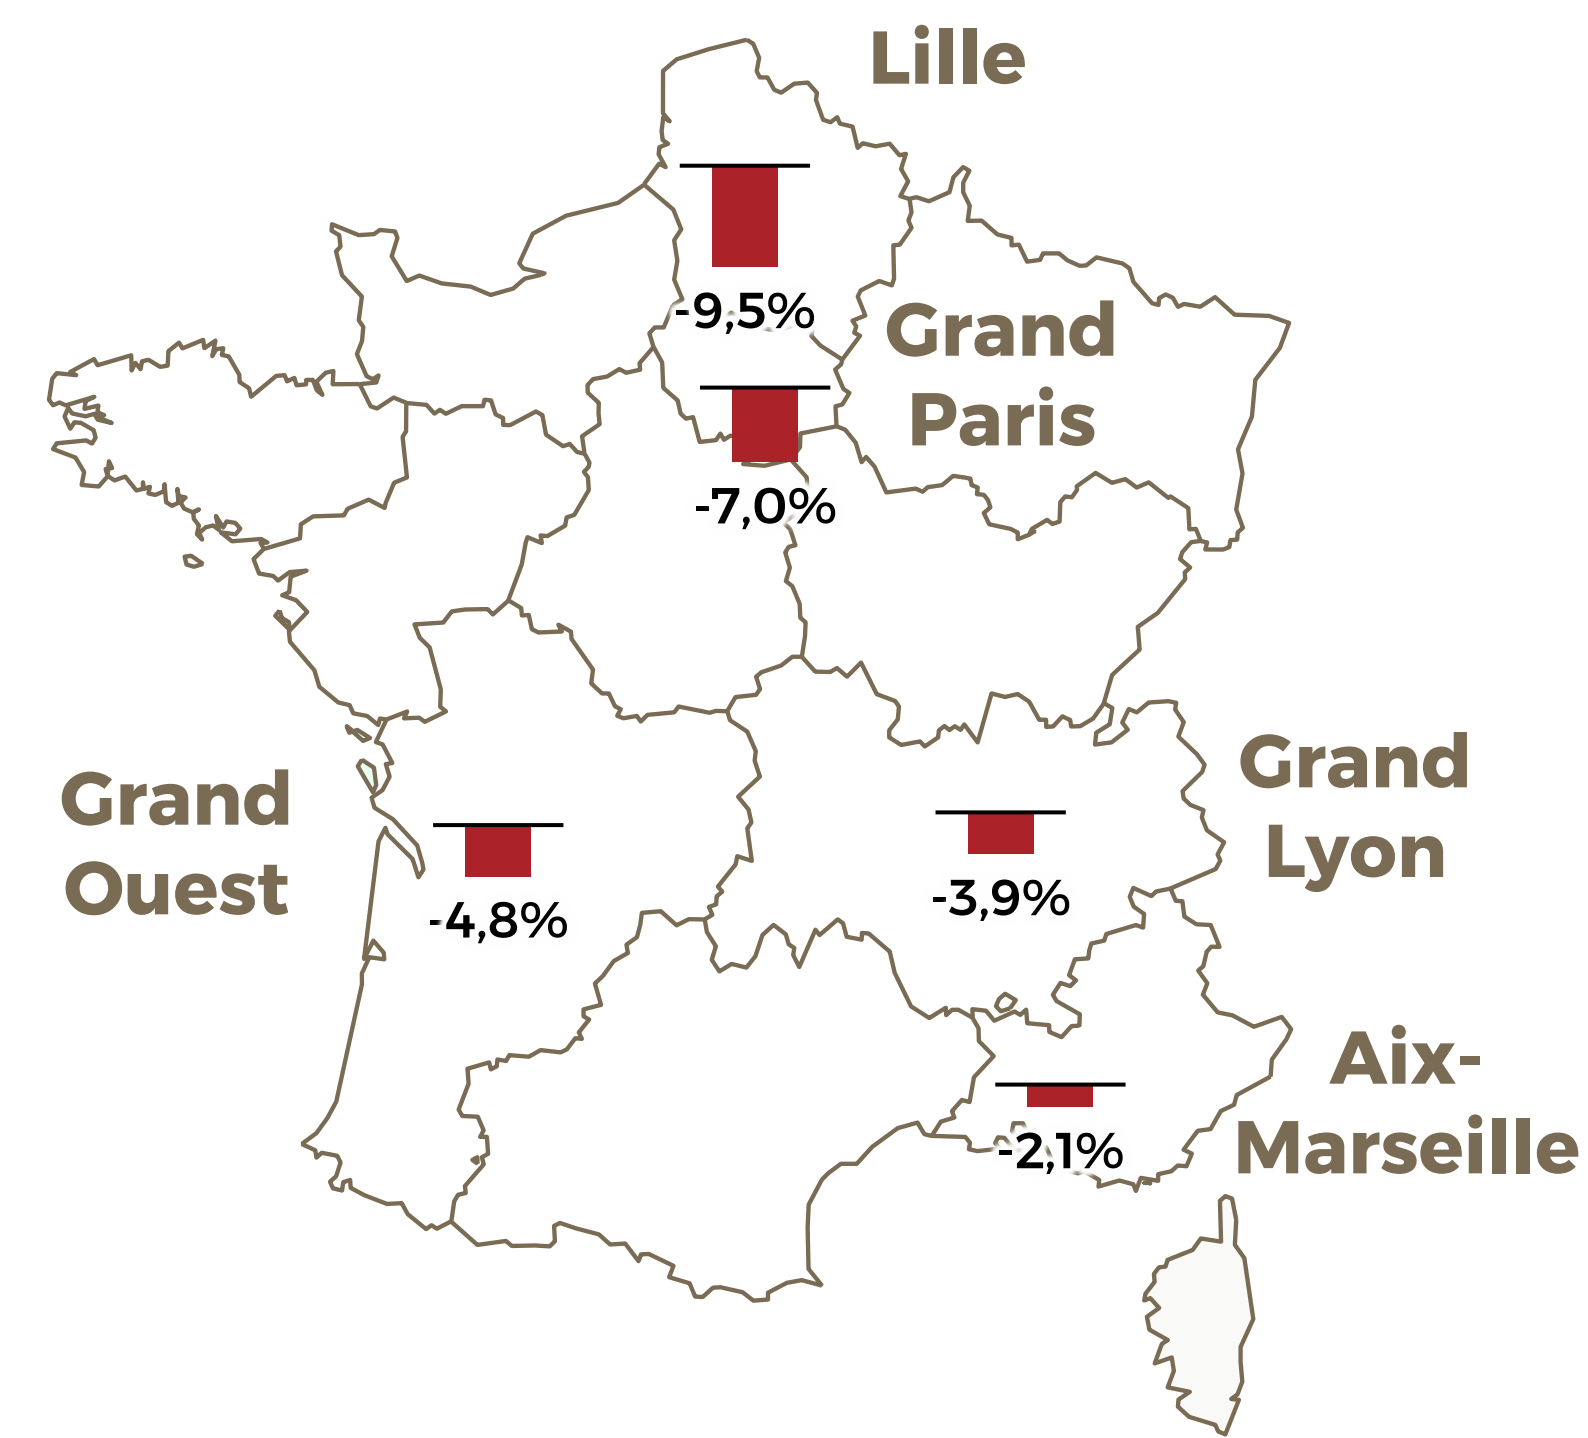 Lille
-9,5%
Grand
Paris
-7,0%
Grand
Ouest
-4,8%
Grand
Lyon
-3,9%
Aix-
Marseille
-2,1%